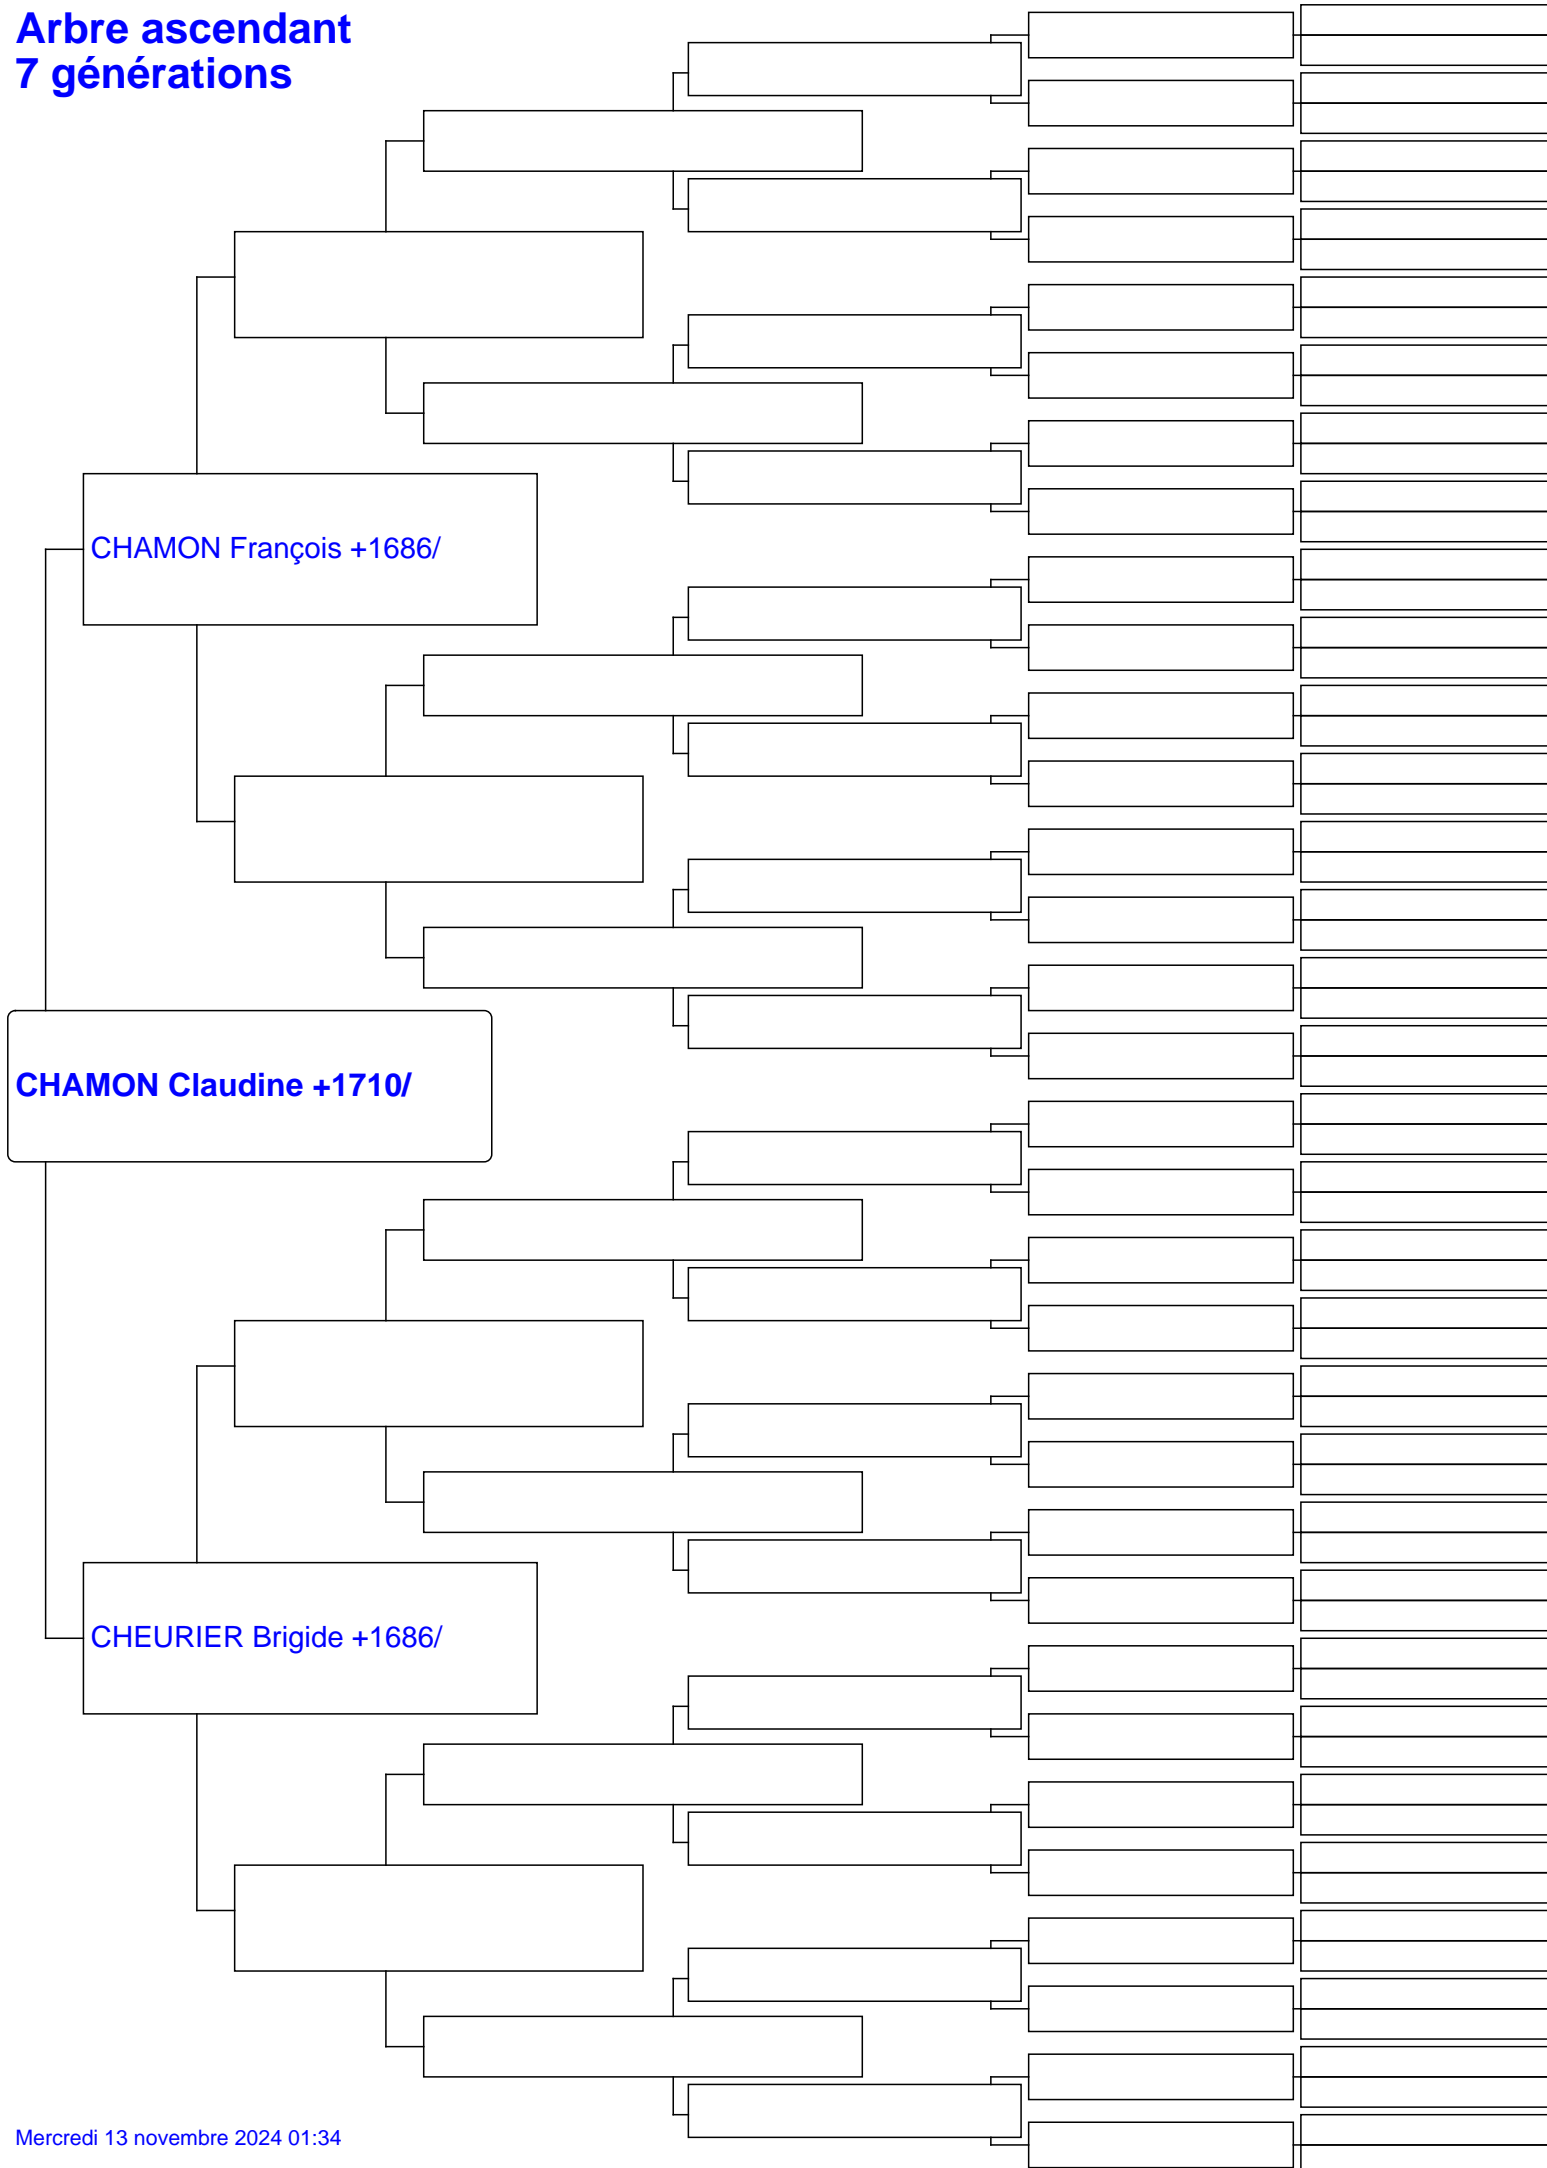 Arbre ascendant
7 générations
CHAMON François +1686/
CHAMON Claudine +1710/
CHEURIER Brigide +1686/
Mercredi 13 novembre 2024 01:34